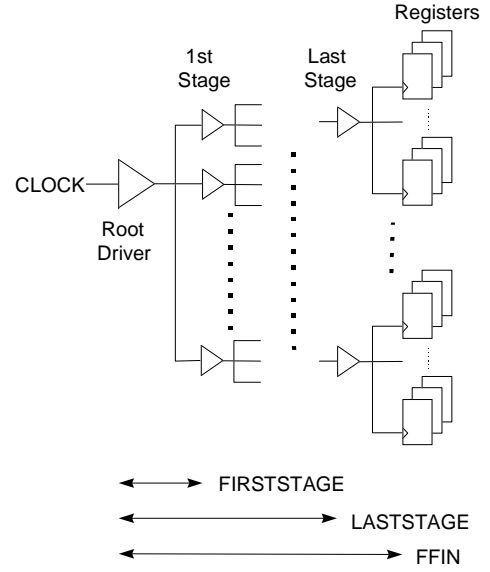 Registers
1st
Stage
Last
Stage
CLOCK
Root
Driver
FIRSTSTAGE
LASTSTAGE
FFIN